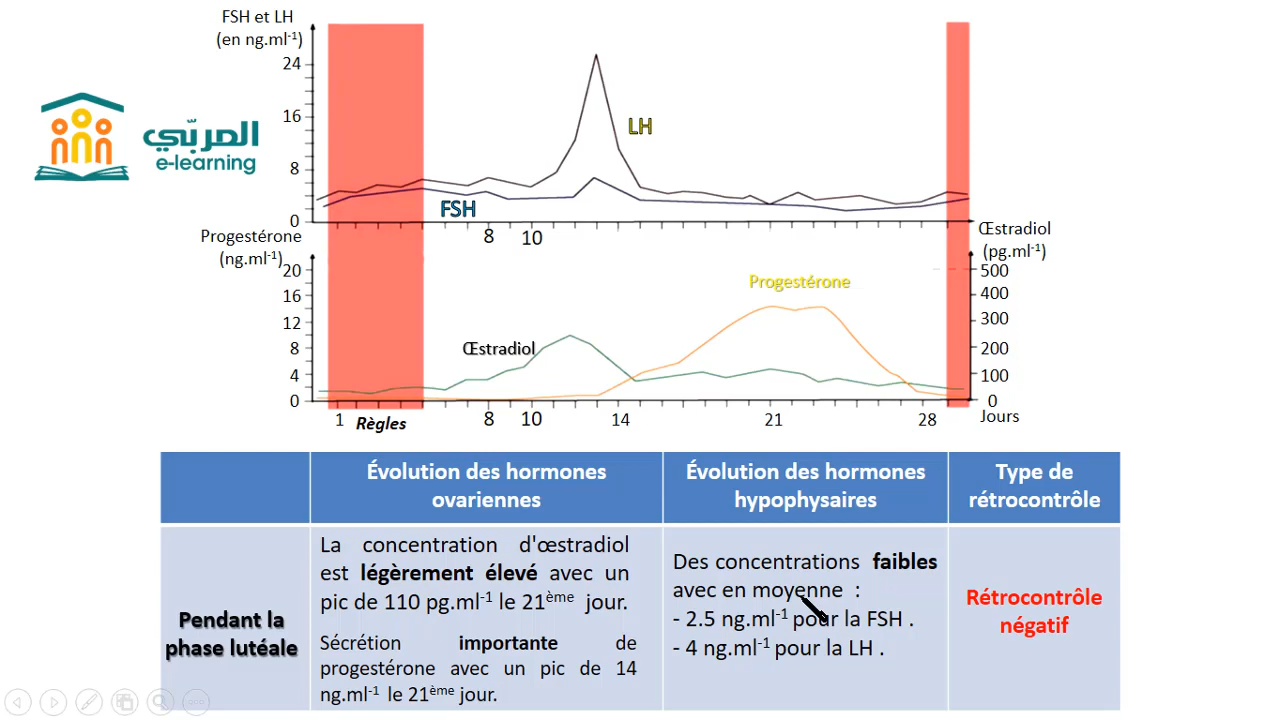 FSH et LH
(en ng.ml-1)
24
16
8
0
LH
FSH
8 10
المربّي
e-learning
Progestérone
(ng.ml-1)
20
16
12
8
4
0
Œstradiol
(pg.ml-1)
500
400
300
200
100
0
Progestérone
Œstradiol
1 Règles 8 10 14 21 28 Jours
Évolution des hormones
ovariennes
Évolution des hormones
hypophysaires
Type de
rétrocontrôle
Pendant la
phase lutéale
La concentration d'œstradiol
est légèrement élevé avec un
pic de 110 pg.ml-1 le 21ème jour.
Sécrétion importante de
progestérone avec un pic de 14
ng.ml-1 le 21ème jour.
Des concentrations faibles
avec en moyenne :
- 2.5 ng.ml-1 pour la FSH .
- 4 ng.ml-1 pour la LH .
Rétrocontrôle
négatif